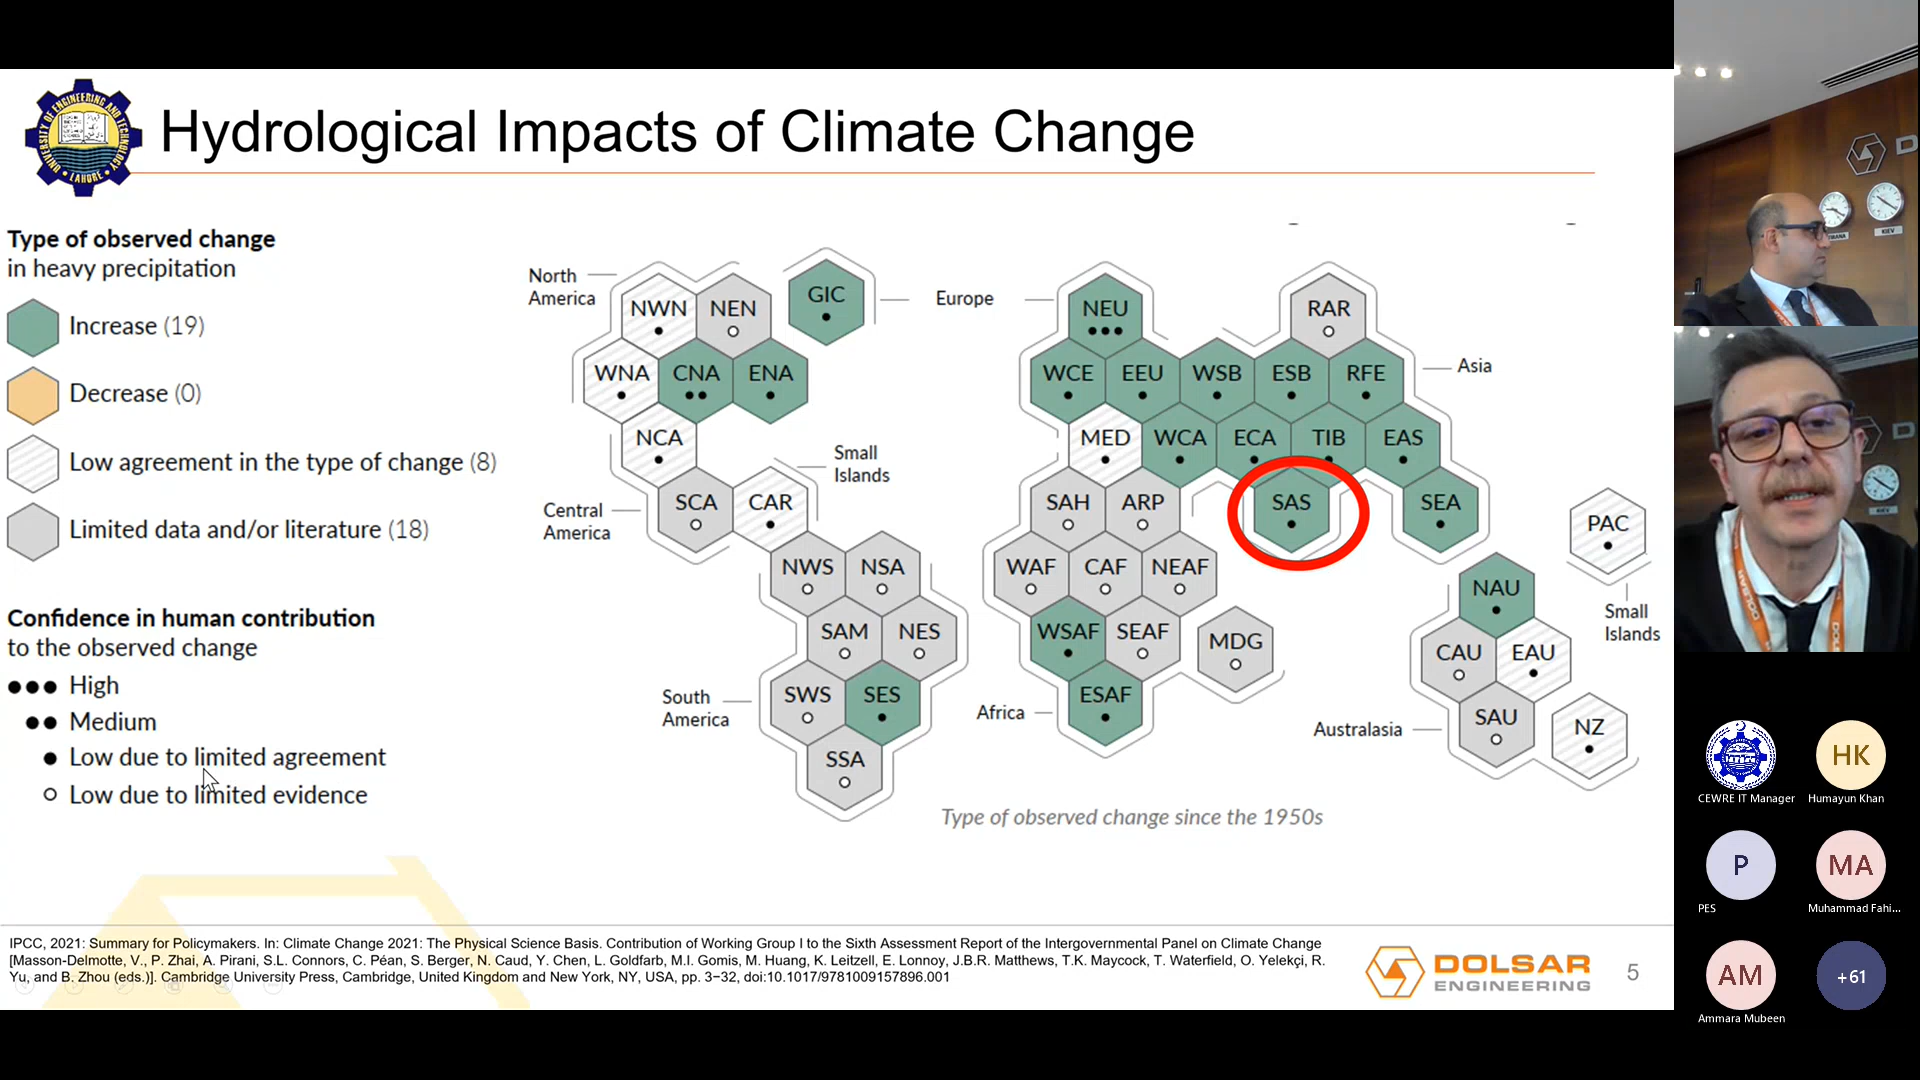 UNIVERSITY OF ENGINEERING AND TECHNOLOGY
LAHORE
Hydrological Impacts of Climate Change
Type of observed change
in heavy precipitation
Increase (19)
Decrease (0)
Low agreement in the type of change (8)
Limited data and/or literature (18)
Confidence in human contribution
to the observed change
High
Medium
Low due to limited agreement
Low due to limited evidence
North
America
GIC
Europe
NWN NEN
NEU
RAR
WNA CNA ENA
WCE EEU WSB ESB RFE
Asia
NCA
MED WCA ECA TIB EAS
Small
Islands
SCA CAR
SAH ARP
SAS
SEA
PAC
Central
America
NWS NSA
WAF CAF NEAF
NAU
Small
Islands
SAM NES
WSAF SEAF
MDG
CAU EAU
South
America
SWS SES
Africa
ESAF
Australasia
SAU
NZ
SSA
Type of observed change since the 1950s
IPCC, 2021: Summary for Policymakers. In: Climate Change 2021: The Physical Science Basis. Contribution of Working Group I to the Sixth Assessment Report of the Intergovernmental Panel on Climate Change
[Masson-Delmotte, V., P. Zhai, A. Pirani, S.L. Connors, C. Péan, S. Berger, N. Caud, Y. Chen, L. Goldfarb, M.I. Gomis, M. Huang, K. Leitzell, E. Lonnoy, J.B.R. Matthews, T.K. Maycock, T. Waterfield, O. Yelekçi, R.
Yu, and B. Zhou (eds.)]. Cambridge University Press, Cambridge, United Kingdom and New York, NY, USA, pp. 3−32, doi:10.1017/9781009157896.001
DOLSAR
ENGINEERING
5
D
KIEV
D
DOLSAR
CEWRE IT Manager
HK
Humayun Khan
P
PES
MA
Muhammad Fahi...
AM
Ammara Mubeen
+61